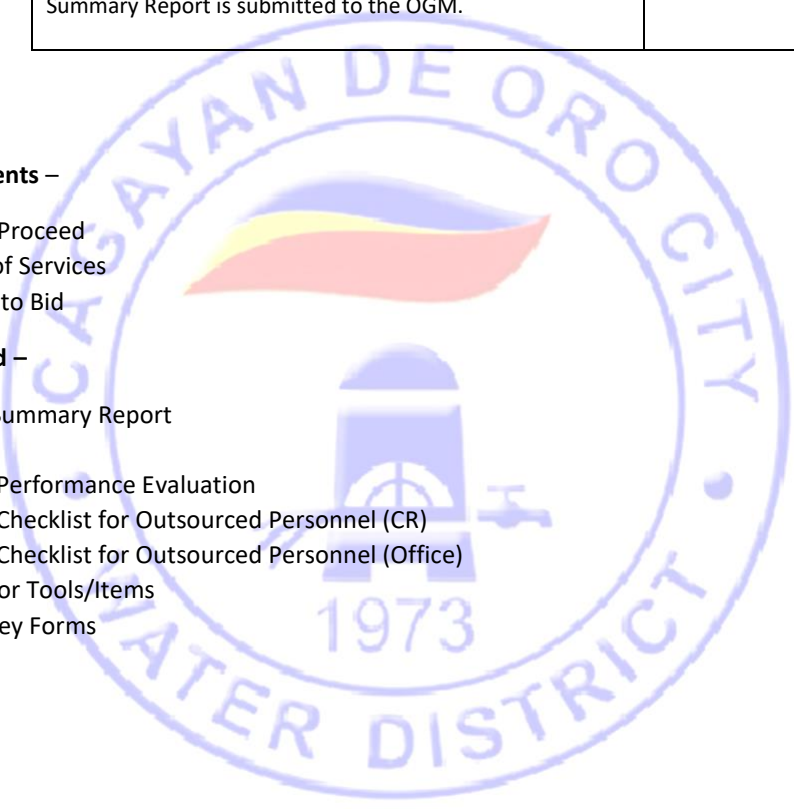 Summary Report is submitted to the OGM.
ents –
Proceed
of Services
to Bid
d –
Summary Report
Performance Evaluation
Checklist for Outsourced Personnel (CR)
Checklist for Outsourced Personnel (Office)
or Tools/Items
ey Forms
CAGAYAN DE ORO CITY
1973
WATER DISTRICT